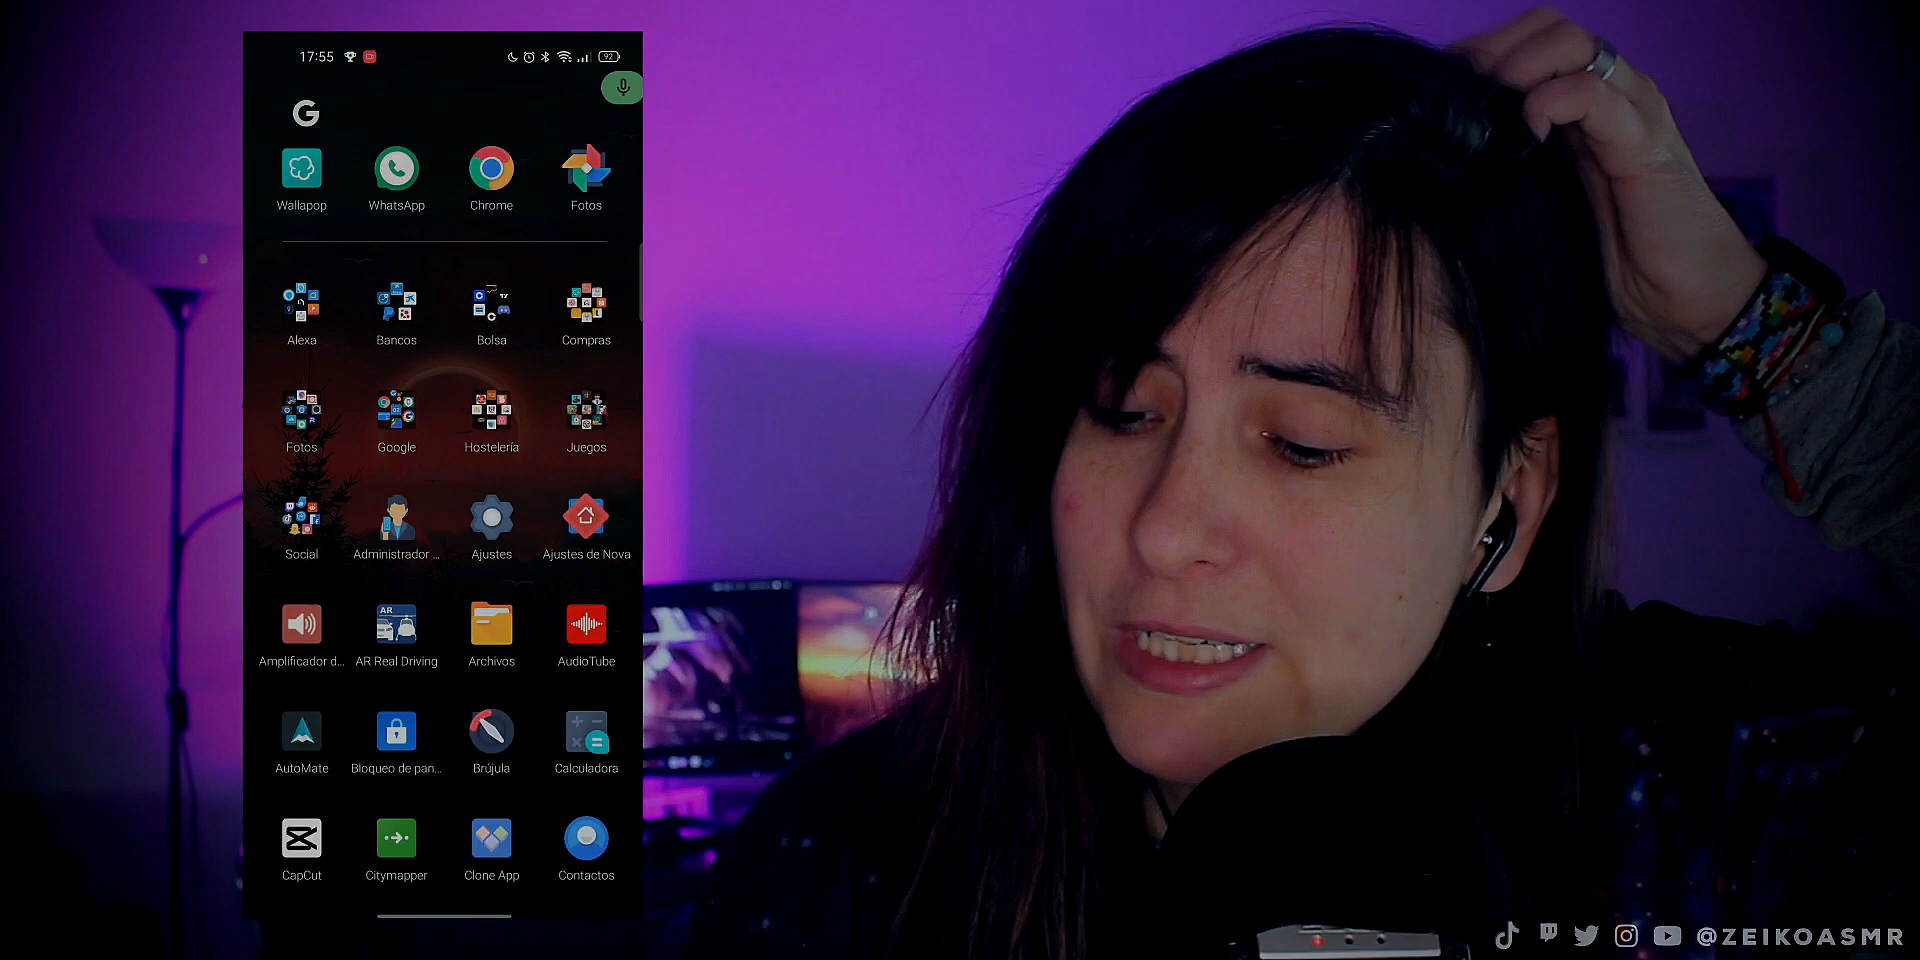 17:55
92
G
Wallapop WhatsApp Chrome Fotos
Alexa Bancos Bolsa Compras
Fotos Google Hostelería Juegos
Social Administrador ... Ajustes Ajustes de Nova
AR
Amplificador d... AR Real Driving Archivos AudioTube
AutoMate Bloqueo de pan... Brújula Calculadora
CapCut Citymapper Clone App Contactos
@ZEIKOASMR